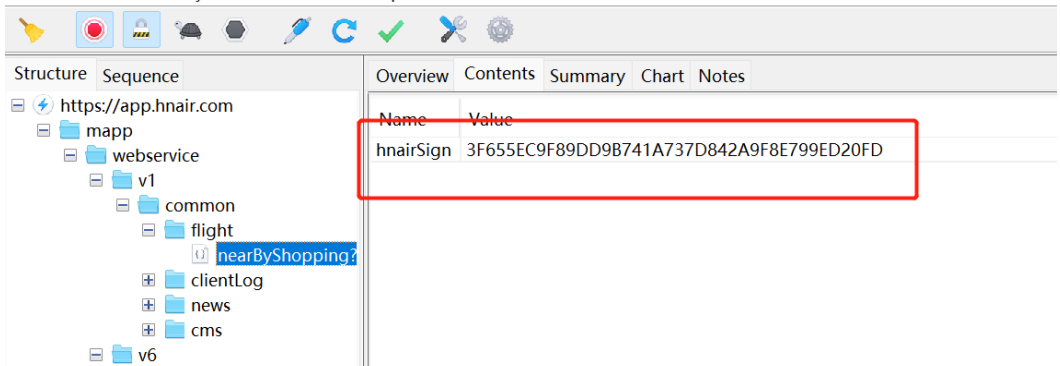 Structure Sequence
https://app.hnair.com
mapp
webservice
v1
common
flight
nearByShopping?
clientLog
news
cms
v6
Overview Contents Summary Chart Notes
Name Value
hnairSign 3F655EC9F89DD9B741A737D842A9F8E799ED20FD